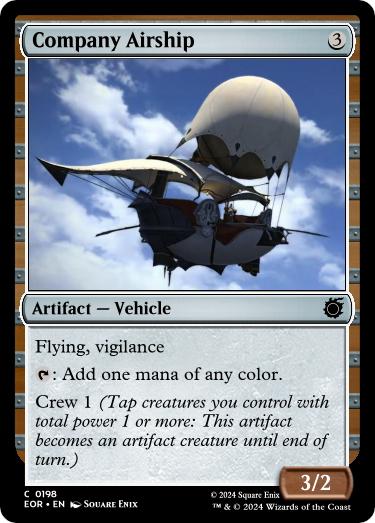 Company Airship 3
Artifact — Vehicle
Flying, vigilance
: Add one mana of any color.
Crew 1 (Tap creatures you control with
total power 1 or more: This artifact
becomes an artifact creature until end of
turn.)
3/2
C 0198
EOR • EN SQUARE ENIX
© 2024 Square Enix
™ & © 2024 Wizards of the Coast